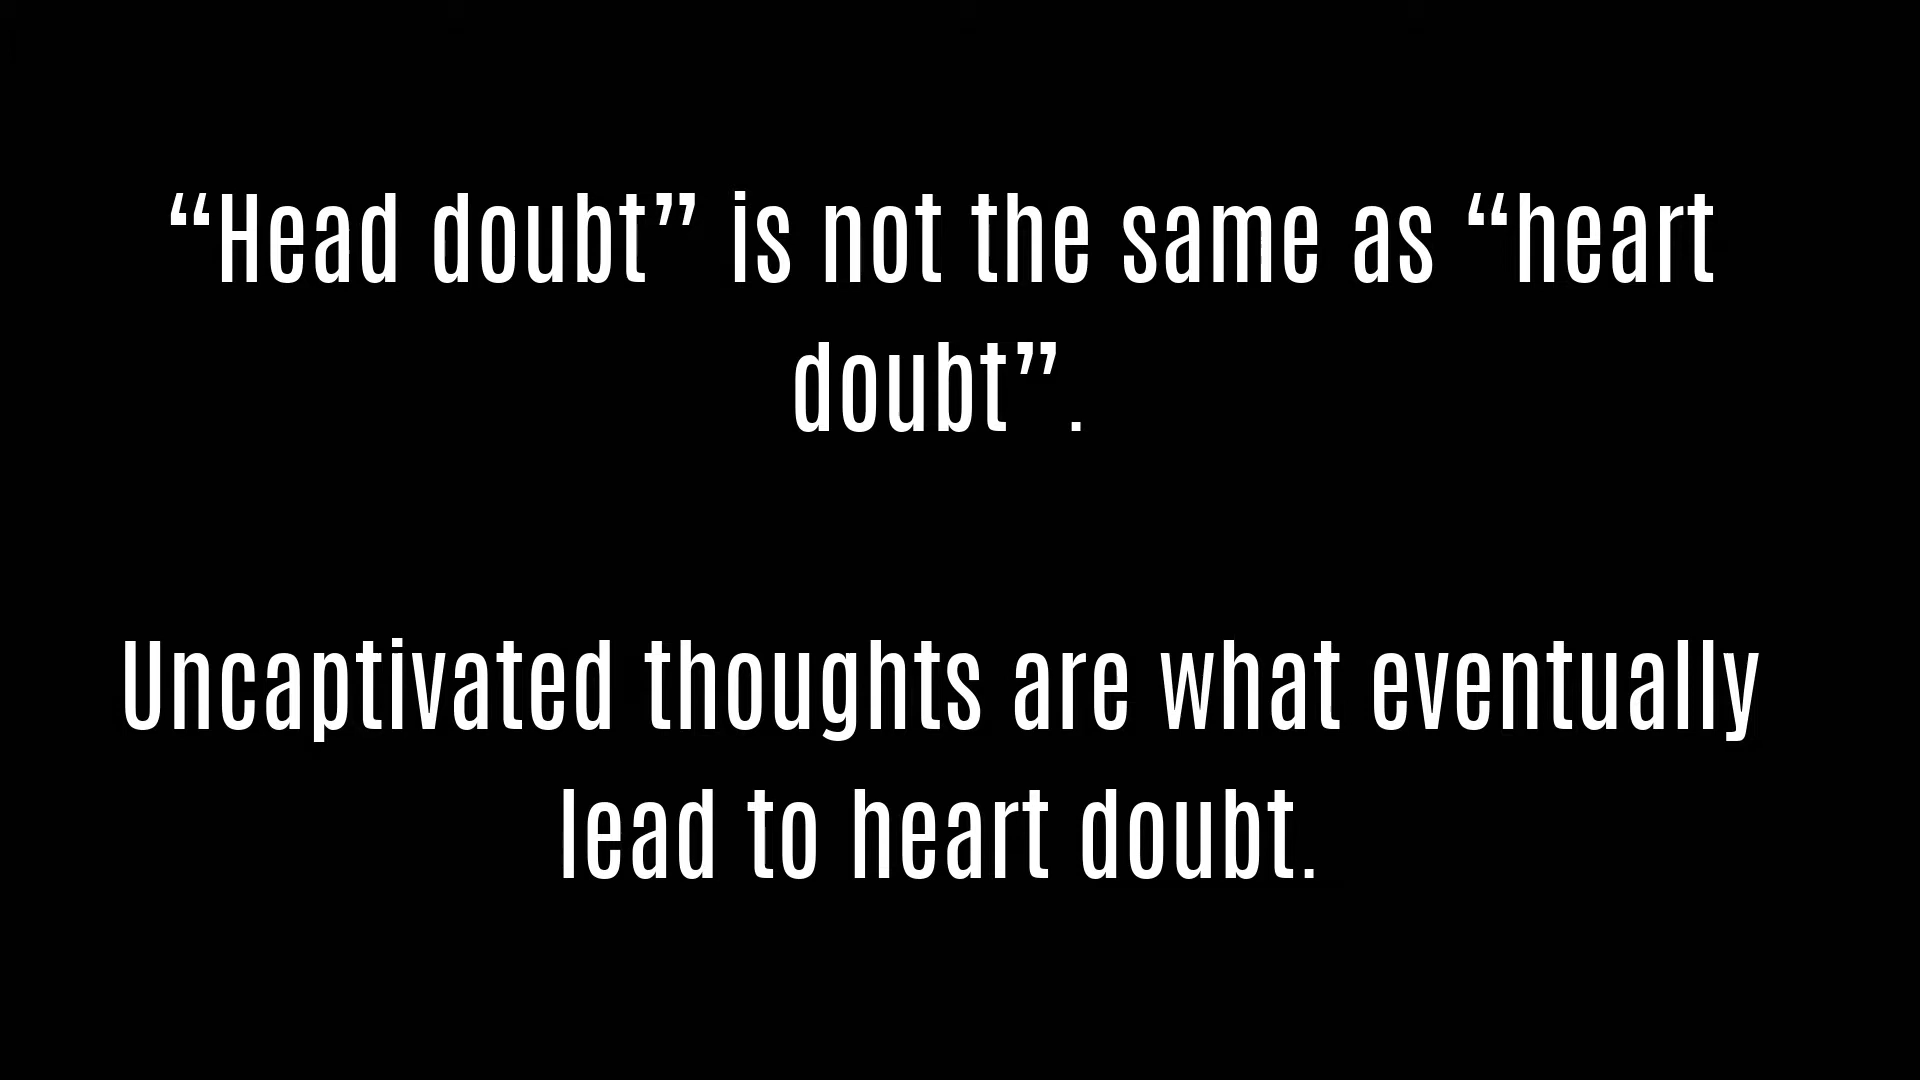 “Head doubt” is not the same as “heart
doubt”.
Uncaptivated thoughts are what eventually
lead to heart doubt.